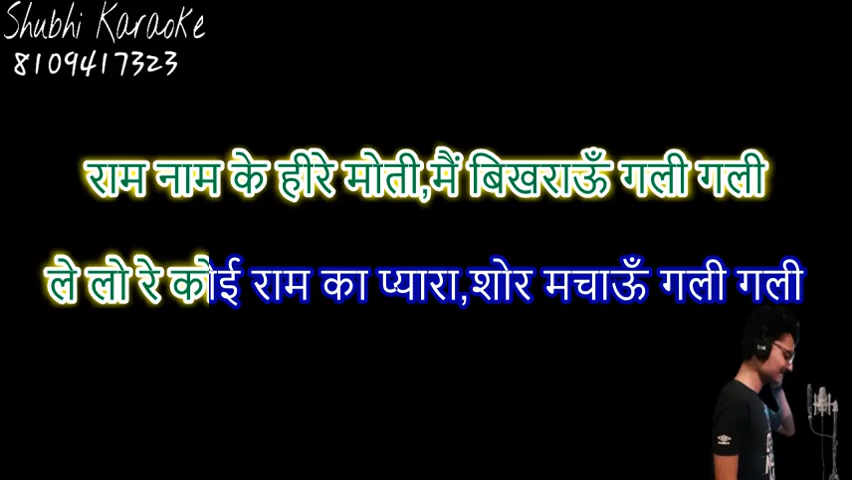 Shubhi Karaoke
8109417323
राम नाम के हीरे मोती,मैं बिखराऊँ गली गली
ले लो रे कोई राम का प्यारा,शोर मचाऊँ गली गली